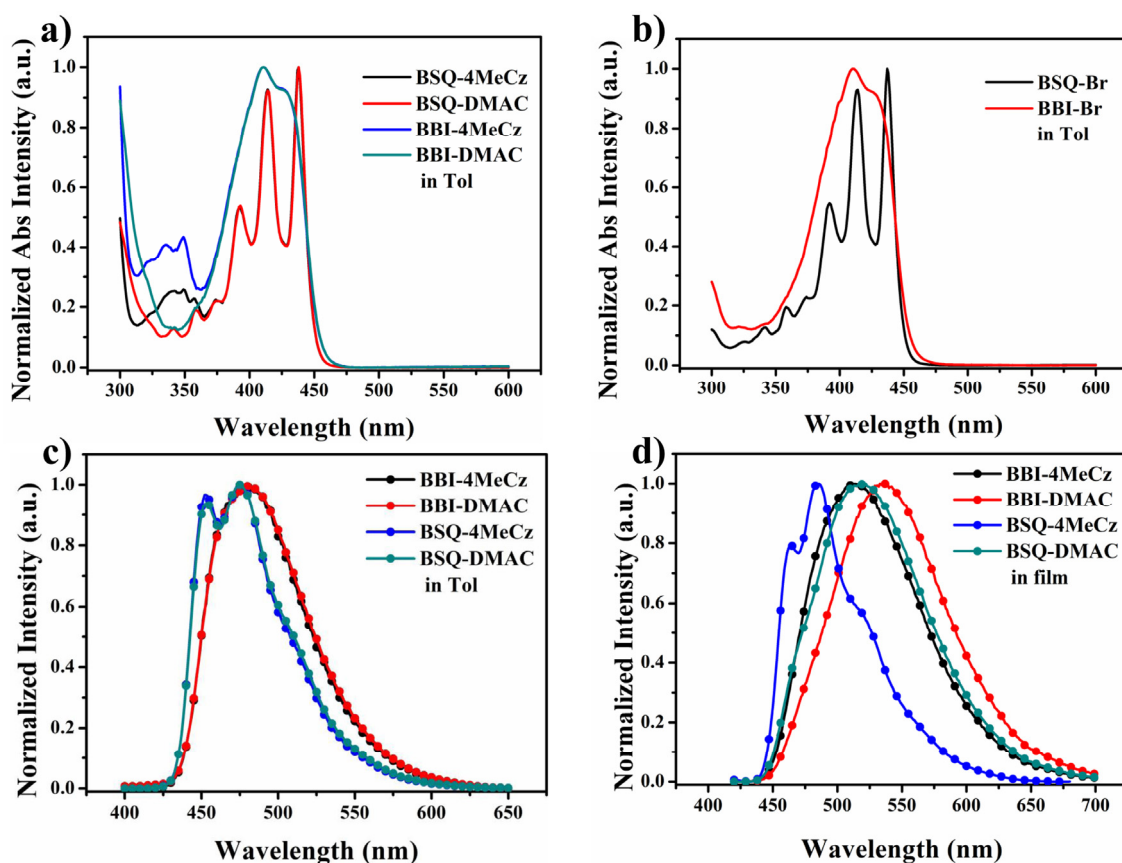 a)
Normalized Abs Intensity (a.u.)
1.0
0.8
0.6
0.4
0.2
0.0
BSQ-4MeCz
BSQ-DMAC
BBI-4MeCz
BBI-DMAC
in Tol
300 350 400 450 500 550 600
Wavelength (nm)
b)
Normalized Abs Intensity (a.u.)
1.0
0.8
0.6
0.4
0.2
0.0
BSQ-Br
BBI-Br
in Tol
300 350 400 450 500 550 600
Wavelength (nm)
c)
Normalized Intensity (a.u.)
1.0
0.8
0.6
0.4
0.2
0.0
BBI-4MeCz
BBI-DMAC
BSQ-4MeCz
BSQ-DMAC
in Tol
400 450 500 550 600 650
Wavelength (nm)
d)
Normalized Intensity (a.u.)
1.0
0.8
0.6
0.4
0.2
0.0
BBI-4MeCz
BBI-DMAC
BSQ-4MeCz
BSQ-DMAC
in film
400 450 500 550 600 650 700
Wavelength (nm)